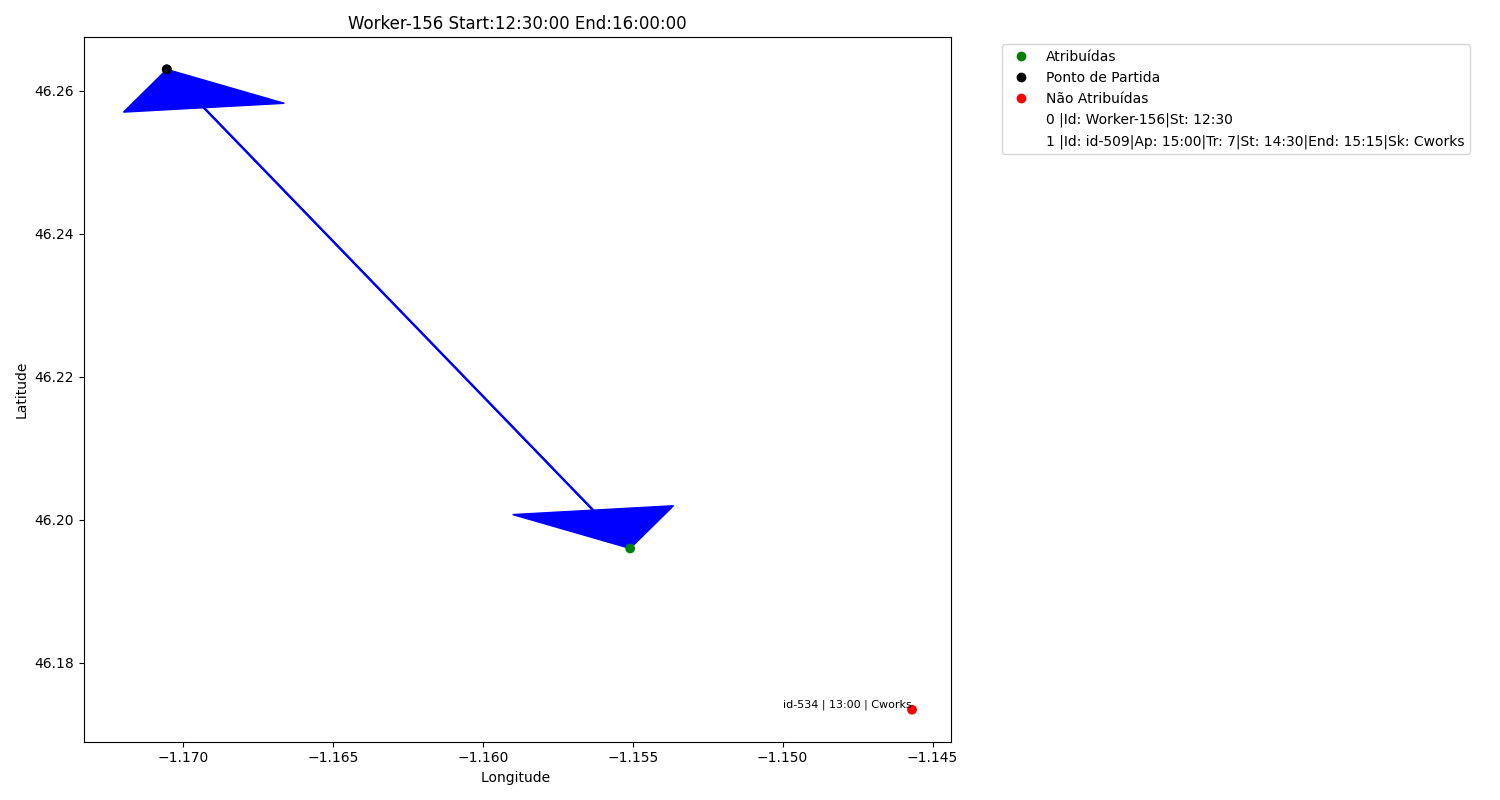 Worker-156 Start:12:30:00 End:16:00:00
Atribuídas
Ponto de Partida
Não Atribuídas
0 |Id: Worker-156|St: 12:30
1 |Id: id-509|Ap: 15:00|Tr: 7|St: 14:30|End: 15:15|Sk: Cworks
46.26
46.24
46.22
46.20
46.18
Latitude
id-534 | 13:00 | Cworks
−1.170
−1.165
−1.160
−1.155
−1.150
−1.145
Longitude